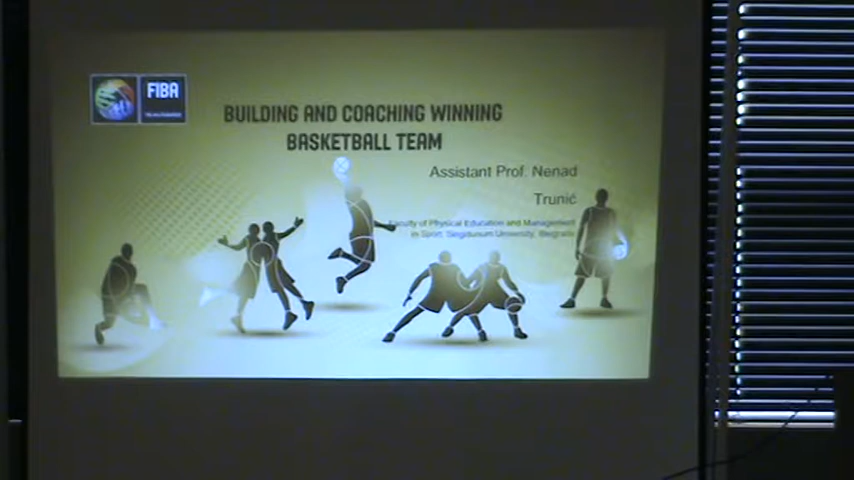 FIBA
BUILDING AND COACHING WINNING
BASKETBALL TEAM
Assistant Prof. Nenad
Trunić
Faculty of Physical Education and Management
in Sport, Singidunum University, Belgrade